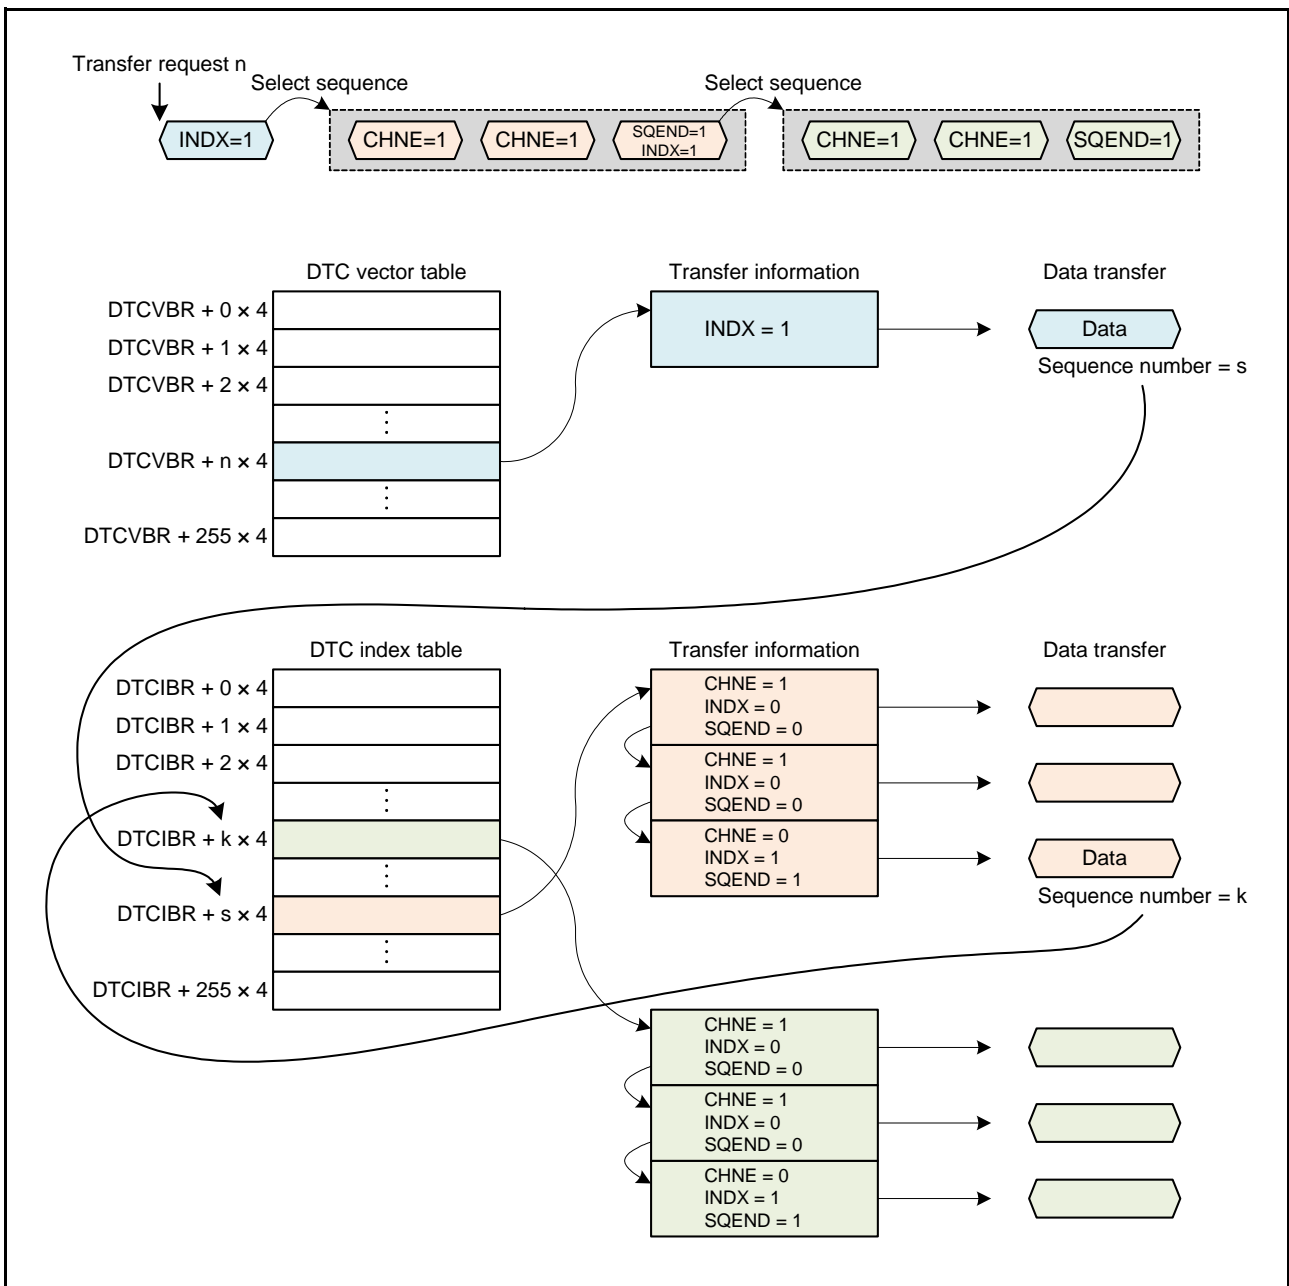 Transfer request n
Select sequence
Select sequence
INDX=1
CHNE=1
CHNE=1
SQEND=1
INDX=1
CHNE=1
CHNE=1
SQEND=1
DTC vector table
Transfer information
Data transfer
DTCVBR + 0 × 4
DTCVBR + 1 × 4
DTCVBR + 2 × 4
⋮
DTCVBR + n × 4
⋮
DTCVBR + 255 × 4
INDX = 1
Data
Sequence number = s
DTC index table
Transfer information
Data transfer
DTCIBR + 0 × 4
DTCIBR + 1 × 4
DTCIBR + 2 × 4
⋮
DTCIBR + k × 4
⋮
DTCIBR + s × 4
⋮
DTCIBR + 255 × 4
CHNE = 1
INDX = 0
SQEND = 0
CHNE = 1
INDX = 0
SQEND = 0
CHNE = 0
INDX = 1
SQEND = 1
Data
Sequence number = k
CHNE = 1
INDX = 0
SQEND = 0
CHNE = 1
INDX = 0
SQEND = 0
CHNE = 0
INDX = 1
SQEND = 1